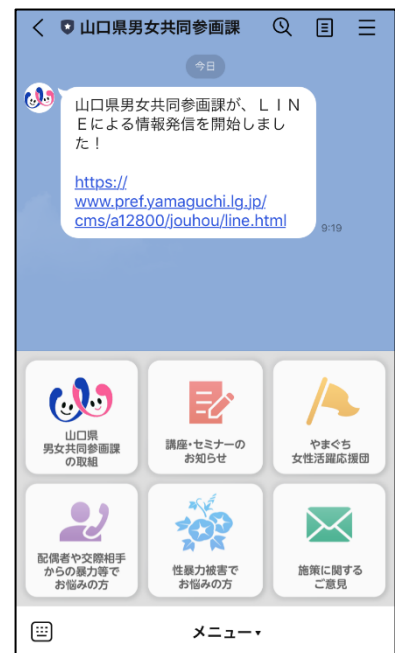 山口県男女共同参画課
今日
山口県男女共同参画課が、ＬＩＮ
Ｅによる情報発信を開始しまし
た！
https://
www.pref.yamaguchi.lg.jp/
cms/a12800/jouhou/line.html
9:19
山口県
男女共同参画課
の取組
講座・セミナーの
お知らせ
やまぐち
女性活躍応援団
配偶者や交際相手
からの暴力等で
お悩みの方
性暴力被害で
お悩みの方
施策に関する
ご意見
メニュー▾